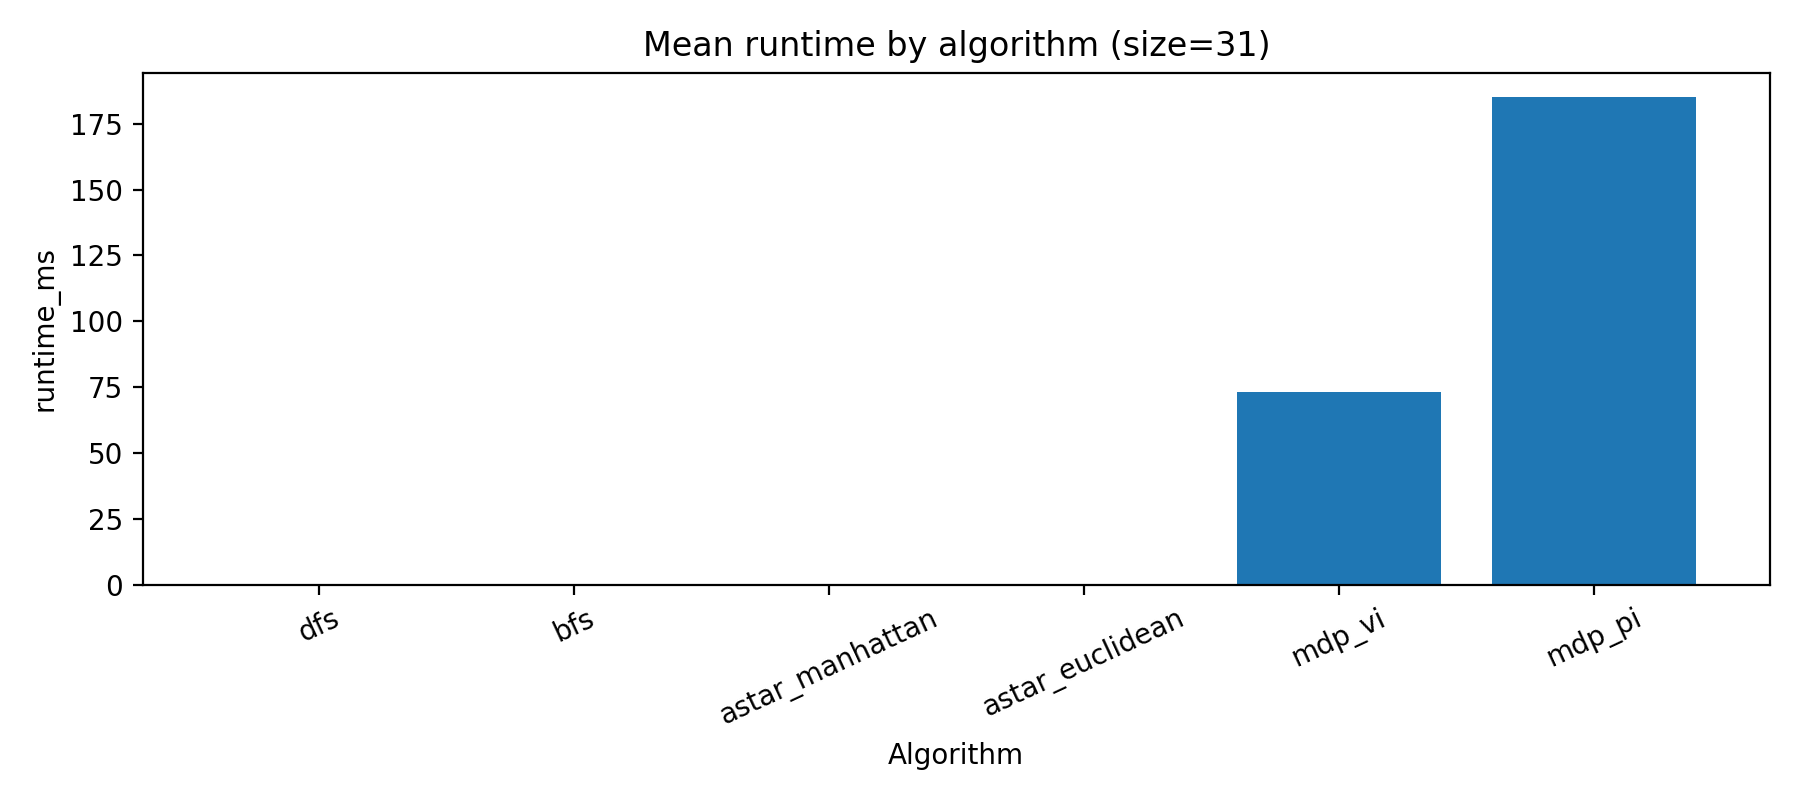 Mean runtime by algorithm (size=31)
runtime_ms
175
150
125
100
75
50
25
0
dfs
bfs
astar_manhattan
astar_euclidean
mdp_vi
mdp_pi
Algorithm